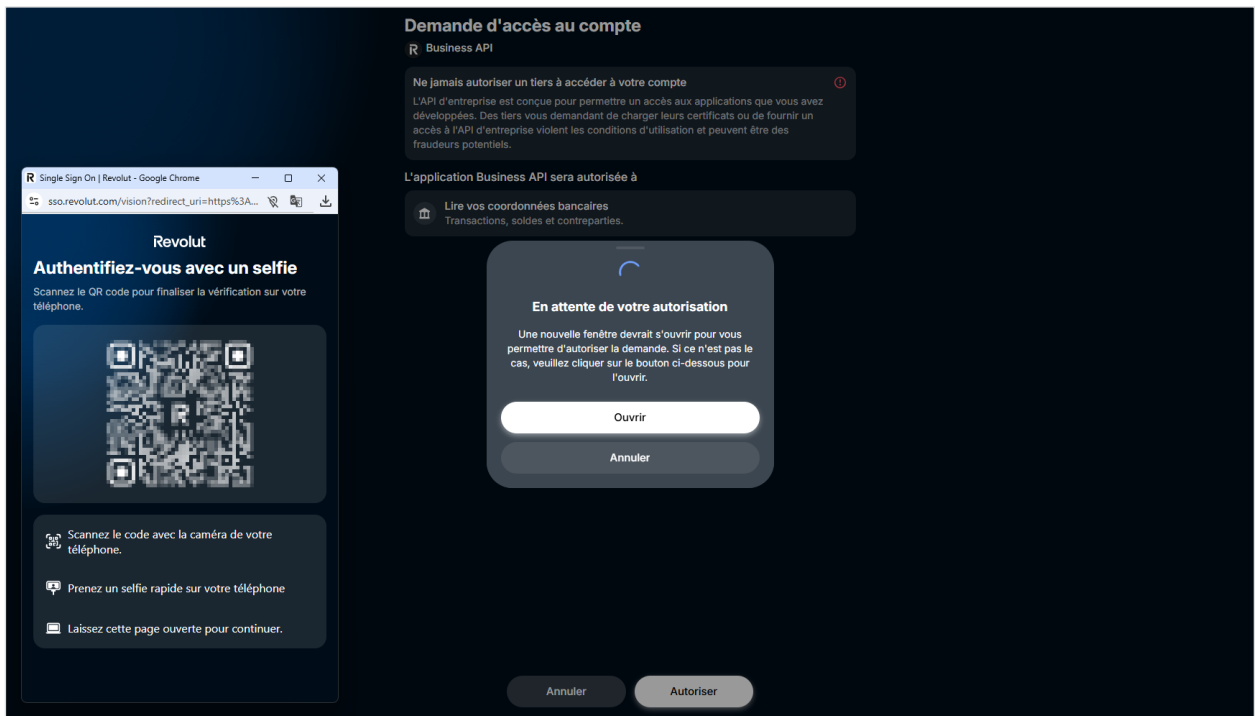 Demande d'accès au compte
R Business API
Ne jamais autoriser un tiers à accéder à votre compte
L'API d'entreprise est conçue pour permettre un accès aux applications que vous avez
développées. Des tiers vous demandant de charger leurs certificats ou de fournir un
accès à l'API d'entreprise violent les conditions d'utilisation et peuvent être des
fraudeurs potentiels.
L'application Business API sera autorisée à
Lire vos coordonnées bancaires
Transactions, soldes et contreparties.
R Single Sign On | Revolut - Google Chrome
sso.revolut.com/vision?redirect_uri=https%3A...
Revolut
Authentifiez-vous avec un selfie
Scannez le QR code pour finaliser la vérification sur votre
téléphone.
R
Scannez le code avec la caméra de votre
téléphone.
Prenez un selfie rapide sur votre téléphone
Laissez cette page ouverte pour continuer.
En attente de votre autorisation
Une nouvelle fenêtre devrait s'ouvrir pour vous
permettre d'autoriser la demande. Si ce n'est pas le
cas, veuillez cliquer sur le bouton ci-dessous pour
l'ouvrir.
Ouvrir
Annuler
Annuler
Autoriser